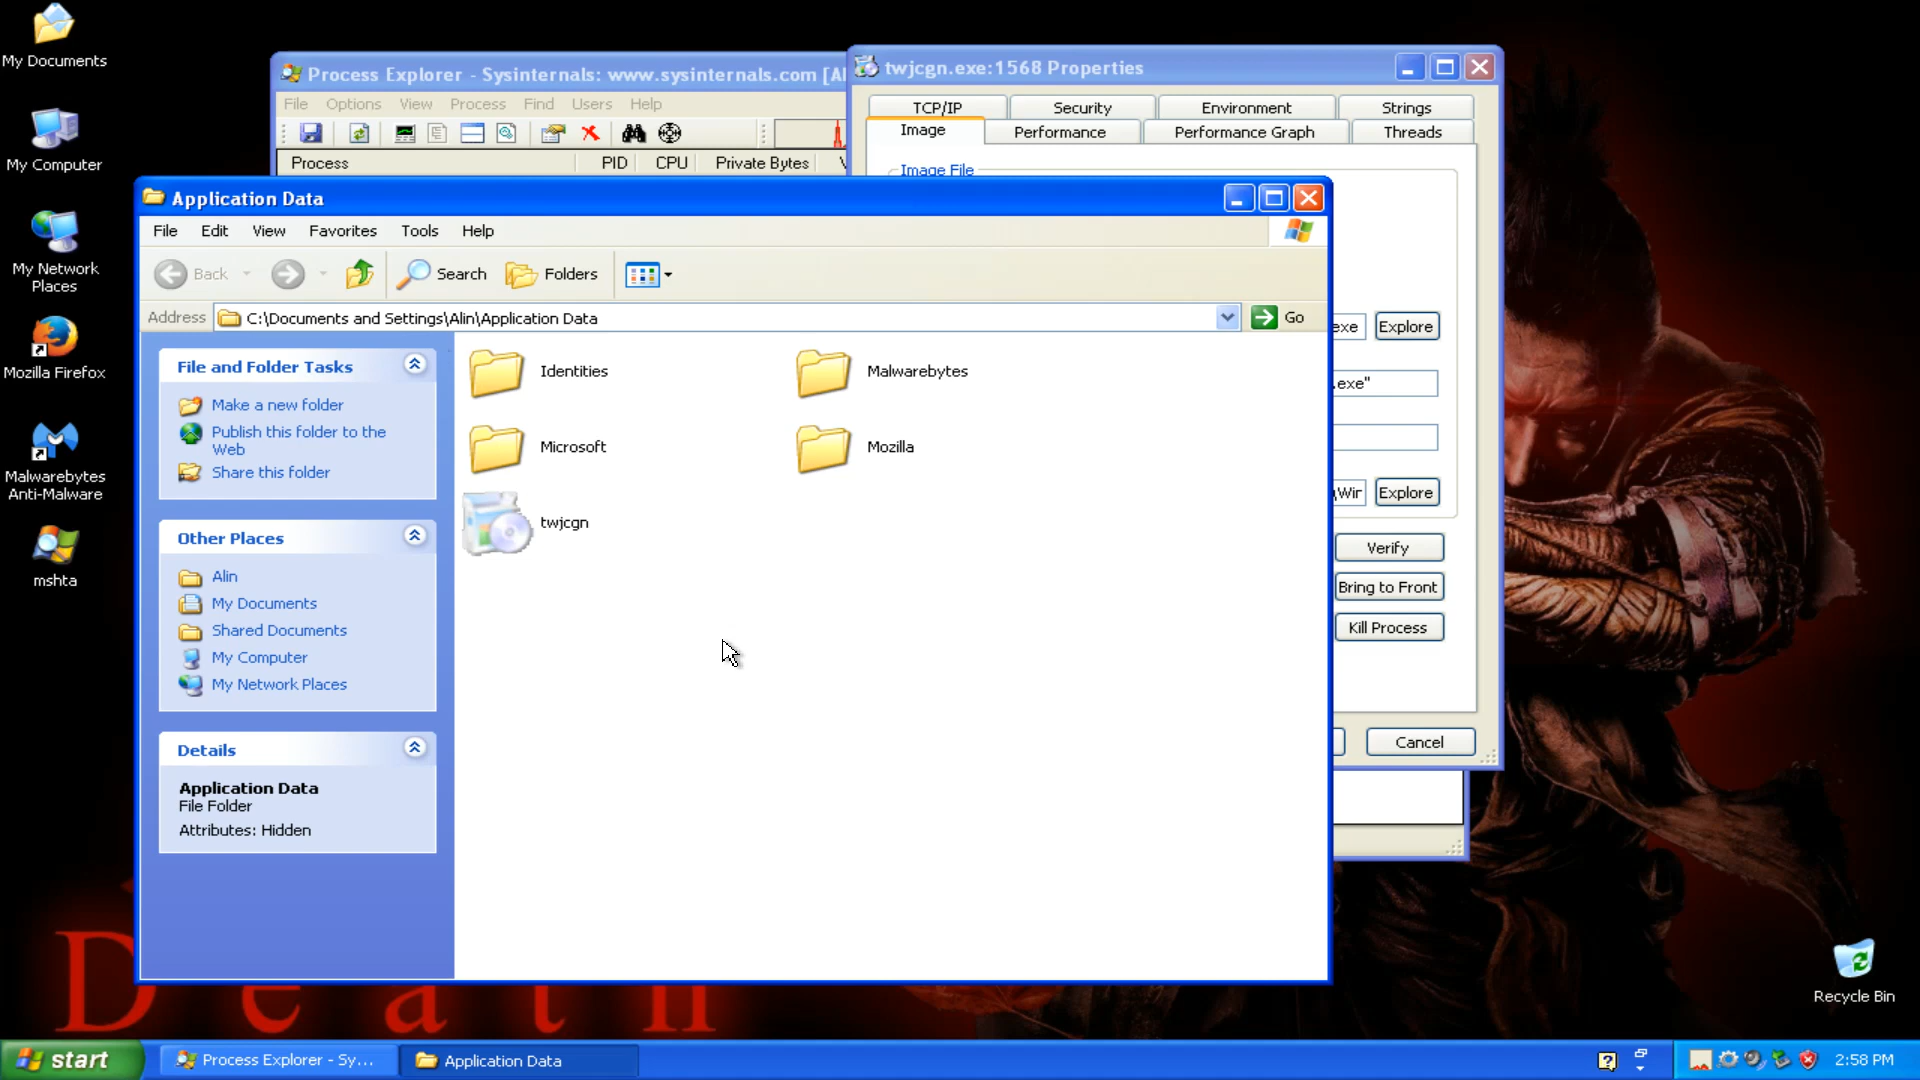 My Documents
My Computer
My Network
Places
Mozilla Firefox
Malwarebytes
Anti-Malware
mshta
Process Explorer - Sysinternals: www.sysinternals.com
File Options View Process Find Users Help
Process PID CPU Private Bytes
twjcgn.exe:1568 Properties
TCP/IP Security Environment Strings
Image Performance Performance Graph Threads
Image File
exe Explore
.exe"
\Wir Explore
Verify
Bring to Front
Kill Process
Cancel
Application Data
File Edit View Favorites Tools Help
Back Search Folders
Address C:\Documents and Settings\Alin\Application Data Go
File and Folder Tasks
Make a new folder
Publish this folder to the
Web
Share this folder
Other Places
Alin
My Documents
Shared Documents
My Computer
My Network Places
Details
Application Data
File Folder
Attributes: Hidden
Identities
Malwarebytes
Microsoft
Mozilla
twjcgn
Death
Recycle Bin
start Process Explorer - Sy... Application Data 2:58 PM